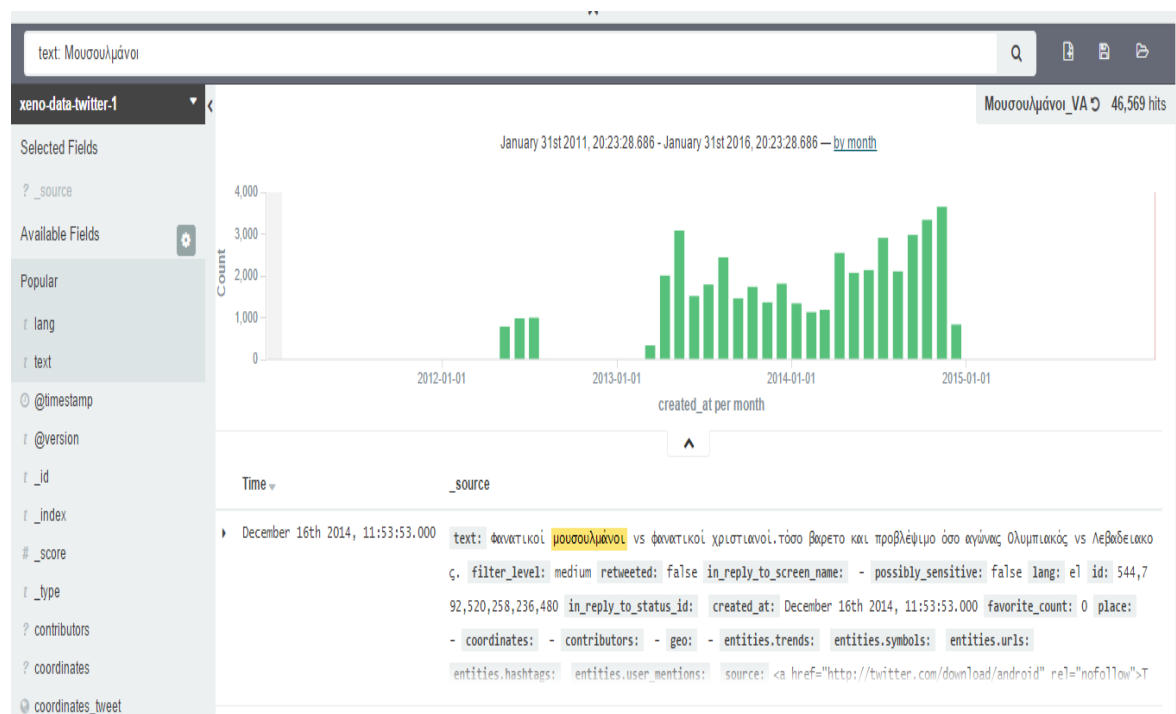 text: Μουσουλμάνοι
xeno-data-twitter-1
Μουσουλμάνοι_VA 46,569 hits
Selected Fields
? _source
Available Fields
Popular
t lang
t text
@timestamp
t @version
t _id
t _index
# _score
t _type
? contributors
? coordinates
coordinates_tweet
January 31st 2011, 20:23:28.686 - January 31st 2016, 20:23:28.686 — by month
Count
4,000
3,000
2,000
1,000
0
2012-01-01 2013-01-01 2014-01-01 2015-01-01
created_at per month
Time _source
December 16th 2014, 11:53:53.000
text: Φανατικοί μουσουλμάνοι vs φανατικοί χριστιανοί.τόσο βαρετο και προβλέψιμο όσο αγώνας Ολυμπιακός vs Λεβαδειακο
ς. filter_level: medium retweeted: false in_reply_to_screen_name: - possibly_sensitive: false lang: el id: 544,7
92,520,258,236,480 in_reply_to_status_id: created_at: December 16th 2014, 11:53:53.000 favorite_count: 0 place:
- coordinates: - contributors: - geo: - entities.trends: entities.symbols: entities.urls:
entities.hashtags: entities.user_mentions: source: <a href="http://twitter.com/download/android" rel="nofollow">T